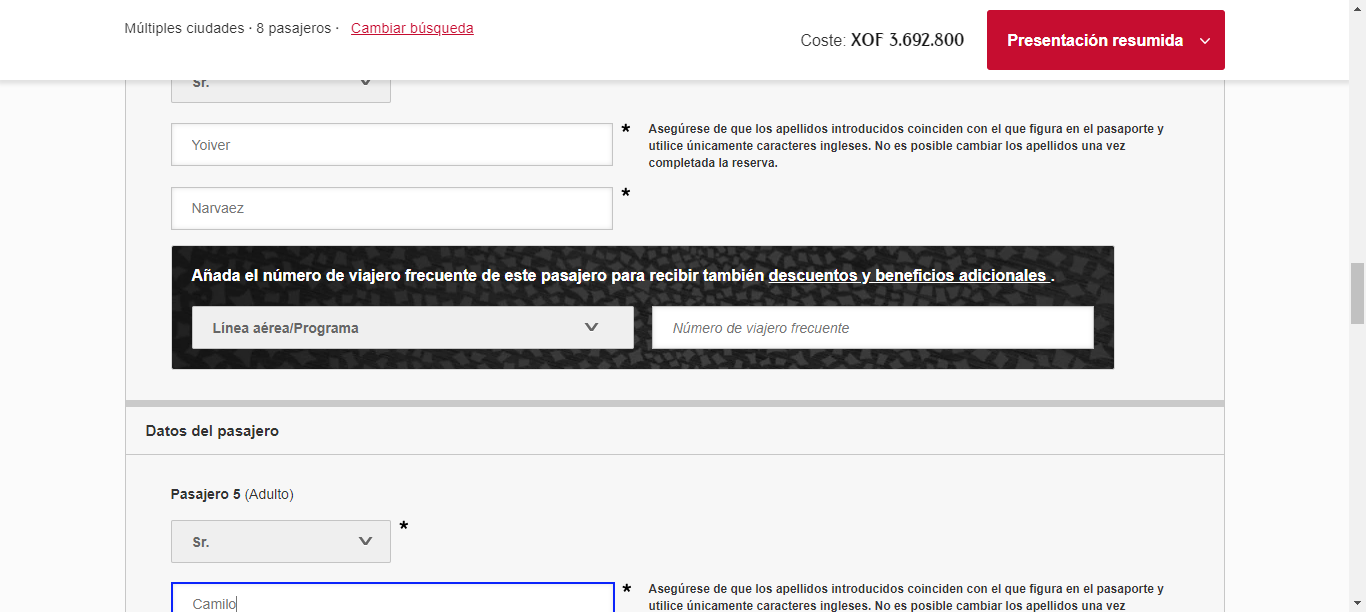 Múltiples ciudades · 8 pasajeros · Cambiar búsqueda
Coste: XOF 3.692.800
Presentación resumida
Sr.
Yoiver
*
Asegúrese de que los apellidos introducidos coinciden con el que figura en el pasaporte y
utilice únicamente caracteres ingleses. No es posible cambiar los apellidos una vez
completada la reserva.
Narvaez
*
Añada el número de viajero frecuente de este pasajero para recibir también descuentos y beneficios adicionales .
Línea aérea/Programa
Número de viajero frecuente
Datos del pasajero
Pasajero 5 (Adulto)
Sr.
*
Camilo
*
Asegúrese de que los apellidos introducidos coinciden con el que figura en el pasaporte y
utilice únicamente caracteres ingleses. No es posible cambiar los apellidos una vez